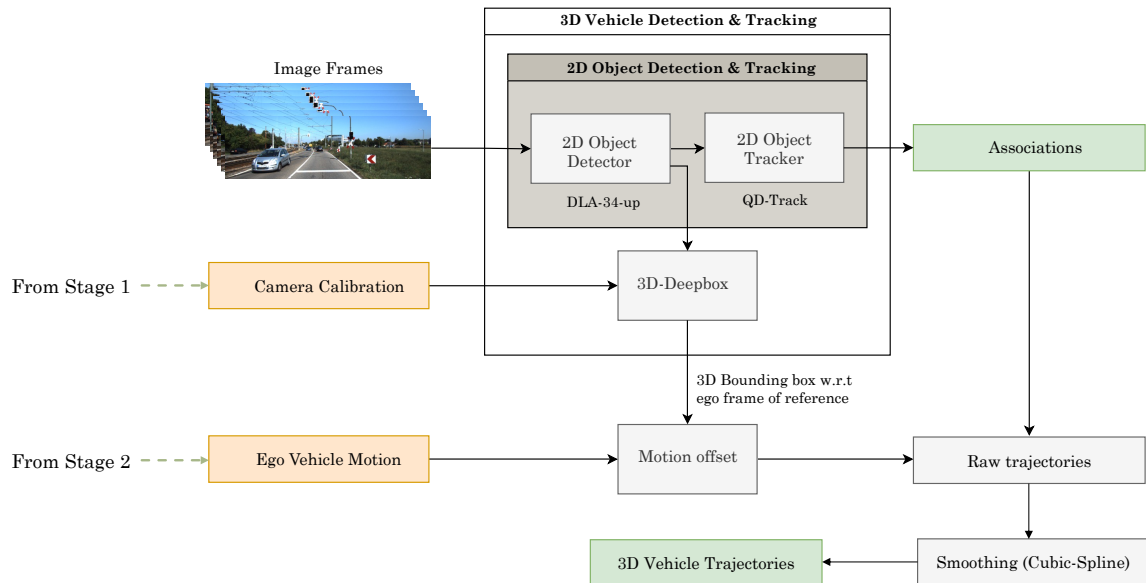 3D Vehicle Detection & Tracking
Image Frames
2D Object Detection & Tracking
2D Object
Detector
2D Object
Tracker
Associations
DLA-34-up
QD-Track
From Stage 1
Camera Calibration
3D-Deepbox
3D Bounding box w.r.t
ego frame of reference
From Stage 2
Ego Vehicle Motion
Motion offset
Raw trajectories
3D Vehicle Trajectories
Smoothing (Cubic-Spline)